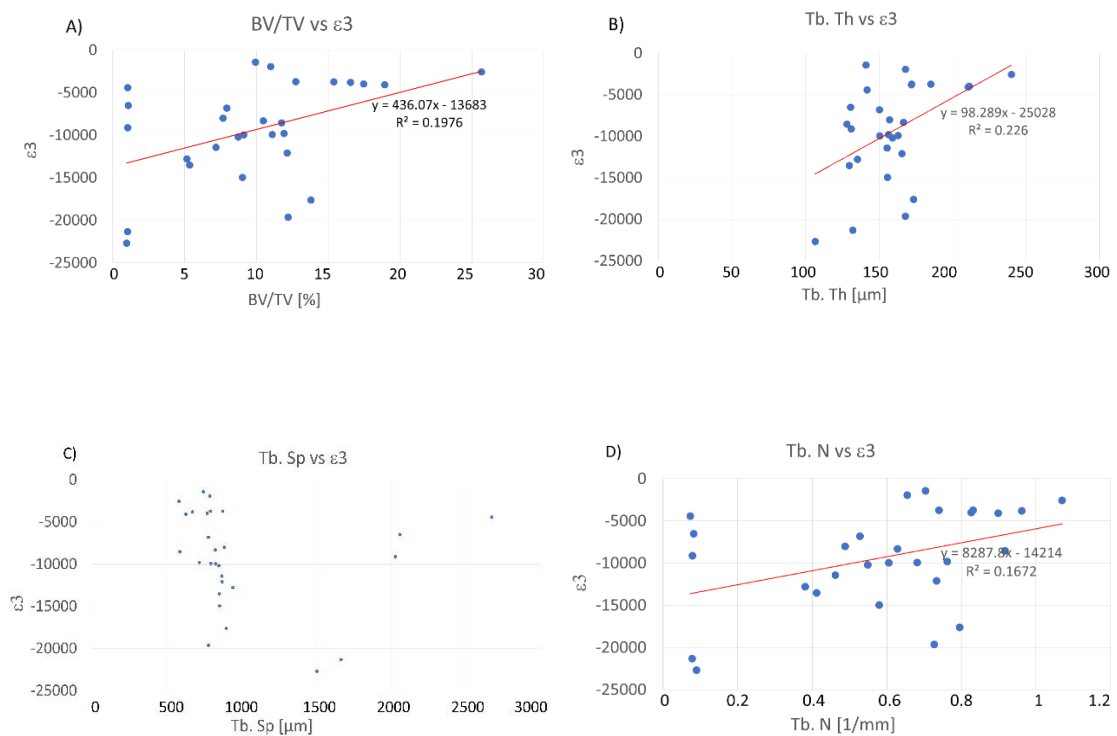 A)
BV/TV vs ε3
0
-5000
-10000
-15000
-20000
-25000
ε3
y = 436.07x - 13683
R² = 0.1976
0 5 10 15 20 25 30
BV/TV [%]
B)
Tb. Th vs ε3
0
-5000
-10000
-15000
-20000
-25000
ε3
y = 98.289x - 25028
R² = 0.226
0 50 100 150 200 250 300
Tb. Th [µm]
C)
Tb. Sp vs ε3
0
-5000
-10000
-15000
-20000
-25000
ε3
0 500 1000 1500 2000 2500 3000
Tb. Sp [µm]
D)
Tb. N vs ε3
0
-5000
-10000
-15000
-20000
-25000
ε3
y = 8287.8x - 14214
R² = 0.1672
0 0.2 0.4 0.6 0.8 1 1.2
Tb. N [1/mm]